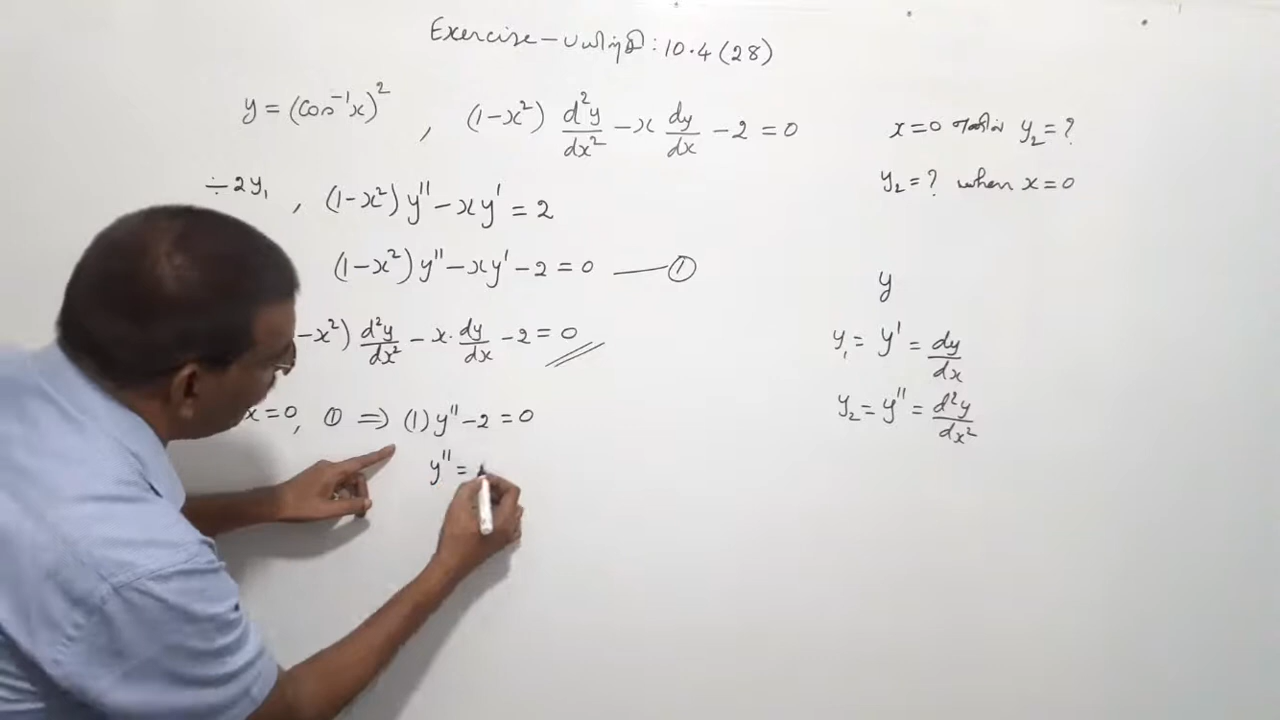 Exercise – பயிற்சி : 10.4 (28)
y = (cos⁻¹x)² , (1-x²) d²y/dx² - x dy/dx - 2 = 0
x=0 எனில் y₂ = ?
y₂ = ? when x = 0
÷ 2y₁ , (1-x²) y'' - xy' = 2
(1-x²) y'' - xy' - 2 = 0 — ①
-x²) d²y/dx² - x. dy/dx - 2 = 0
x=0, ① ⇒ (1) y'' - 2 = 0
y'' =
y
y₁ = y' = dy/dx
y₂ = y'' = d²y/dx²